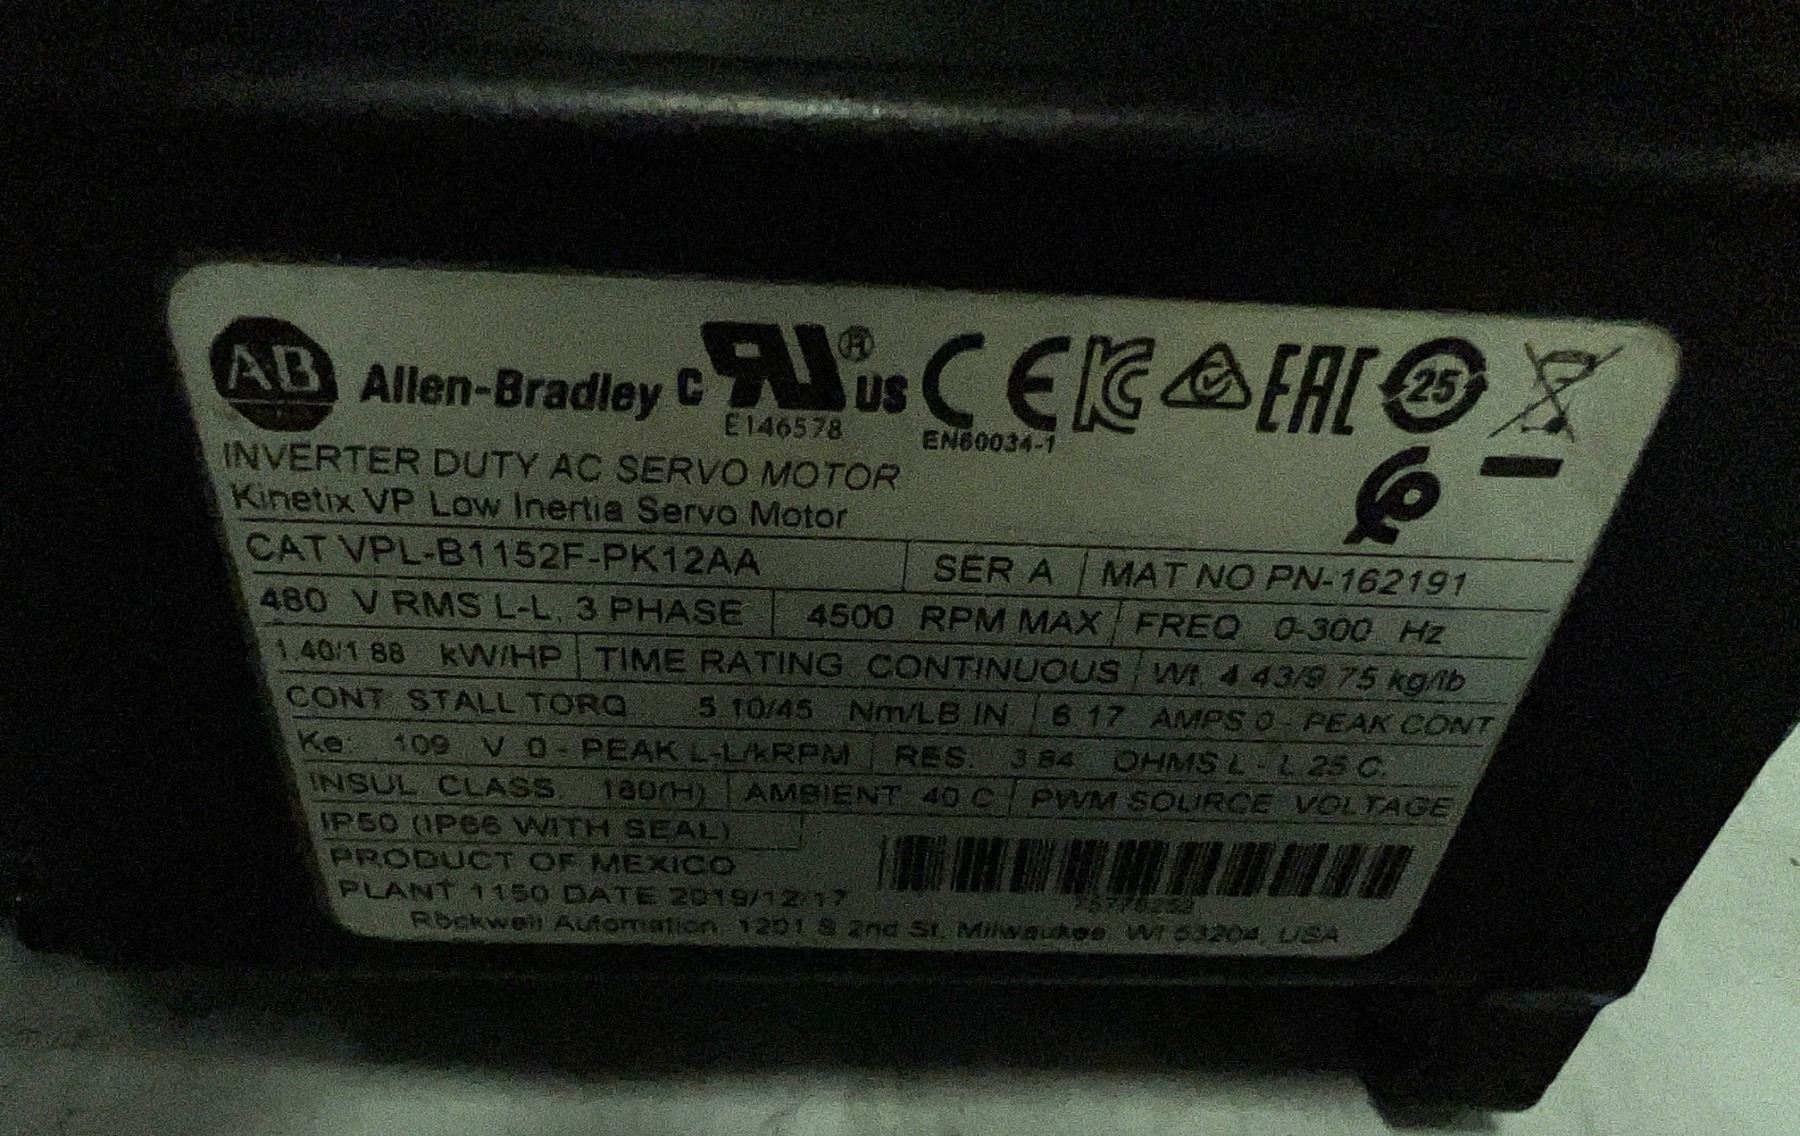 AB Allen-Bradley C RU ® US CE KC EAC 25
E146578 EN60034-1
INVERTER DUTY AC SERVO MOTOR
Kinetix VP Low Inertia Servo Motor
CAT VPL-B1152F-PK12AA SER A MAT NO PN-162191
480 V RMS L-L, 3 PHASE 4500 RPM MAX FREQ 0-300 Hz
1.40/1.88 kW/HP TIME RATING CONTINUOUS Wt 4.43/9.75 kg/lb
CONT STALL TORQ 5.10/45 Nm/LB IN 6.17 AMPS 0 - PEAK CONT
Ke: 109 V 0 - PEAK L-L/kRPM RES. 3.84 OHMS L - L 25 C.
INSUL CLASS. 180(H) AMBIENT 40 C PWM SOURCE VOLTAGE
IP50 (IP66 WITH SEAL)
PRODUCT OF MEXICO
PLANT 1150 DATE 2019/12/17
Rockwell Automation, 1201 S 2nd St, Milwaukee WI 53204, USA